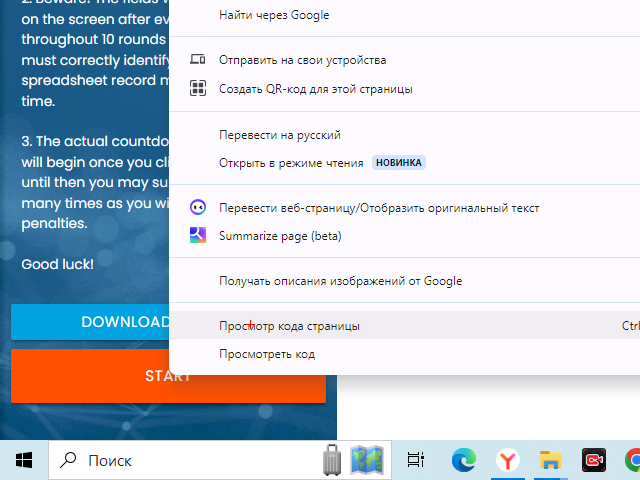 2. Beware! The fields w
on the screen after ev
throughout 10 rounds
must correctly identify
spreadsheet record m
time.
3. The actual countdo
will begin once you cli
until then you may su
many times as you wi
penalties.
Good luck!
DOWNLOAD
START
Найти через Google
Отправить на свои устройства
Создать QR-код для этой страницы
Перевести на русский
Открыть в режиме чтения НОВИНКА
Перевести веб-страницу/Отобразить оригинальный текст
Summarize page (beta)
Получать описания изображений от Google
Просмотр кода страницы Ctrl
Просмотреть код
Поиск